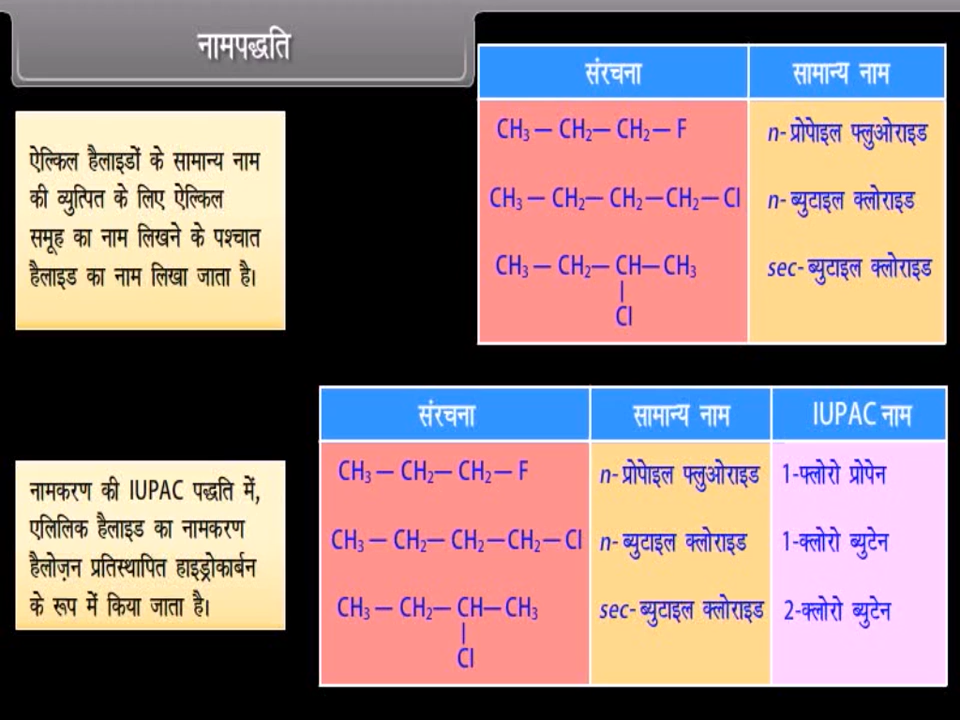 नामपद्धति
ऐल्किल हैलाइडों के सामान्य नाम
की व्युत्पित के लिए ऐल्किल
समूह का नाम लिखने के पश्चात
हैलाइड का नाम लिखा जाता है।
संरचना सामान्य नाम
CH₃ — CH₂— CH₂— F n- प्रोपेाइल फ्लुओराइड
CH₃ — CH₂— CH₂—CH₂— Cl n- ब्युटाइल क्लोराइड
CH₃ — CH₂— CH—CH₃ sec- ब्युटाइल क्लोराइड
|
Cl
नामकरण की IUPAC पद्धति में,
एलिलिक हैलाइड का नामकरण
हैलोज़न प्रतिस्थापित हाइड्रोकार्बन
के रूप में किया जाता है।
संरचना सामान्य नाम IUPAC नाम
CH₃ — CH₂— CH₂— F n- प्रोपेाइल फ्लुओराइड 1-फ्लोरो प्रोपेन
CH₃ — CH₂— CH₂—CH₂— Cl n- ब्युटाइल क्लोराइड 1-क्लोरो ब्युटेन
CH₃ — CH₂— CH—CH₃ sec- ब्युटाइल क्लोराइड 2-क्लोरो ब्युटेन
|
Cl